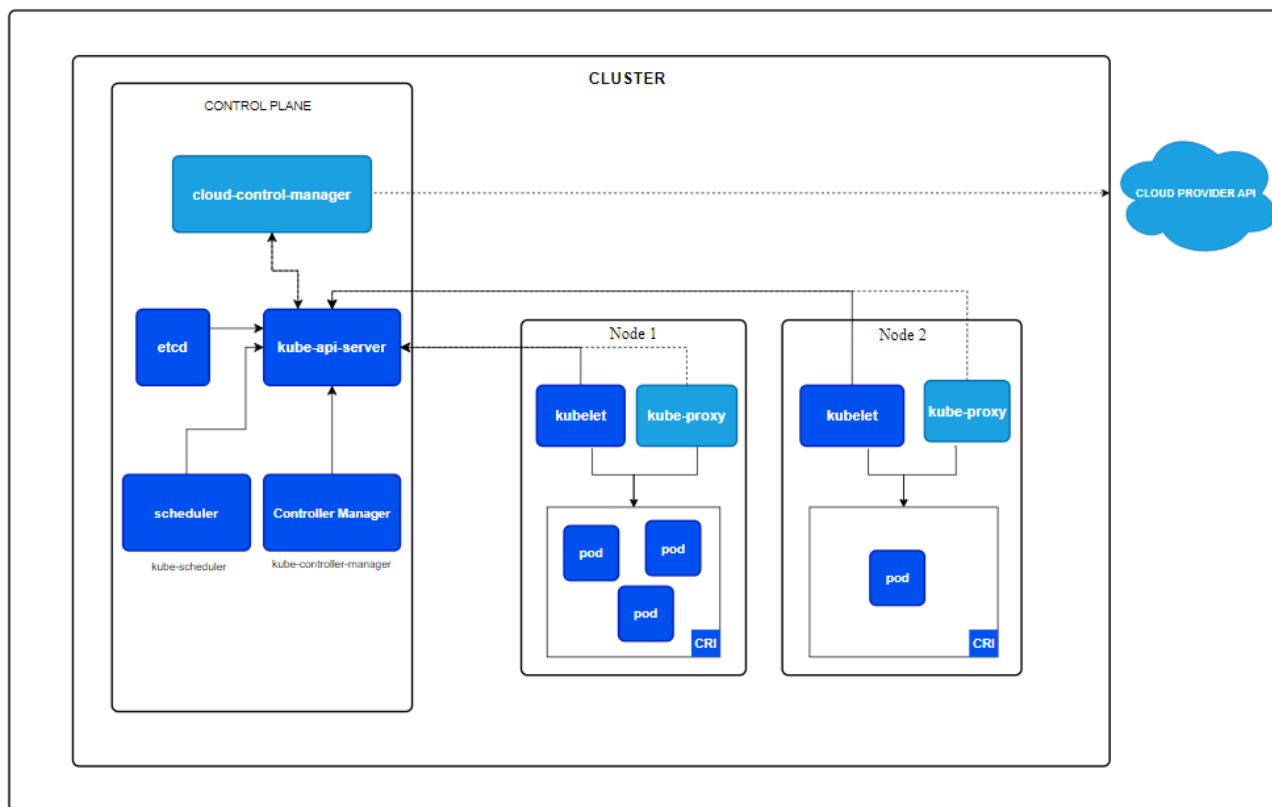 CLUSTER
CONTROL PLANE
cloud-control-manager
CLOUD PROVIDER API
etcd
kube-api-server
scheduler
kube-scheduler
Controller Manager
kube-controller-manager
Node 1
kubelet
kube-proxy
pod
pod
pod
CRI
Node 2
kubelet
kube-proxy
pod
CRI